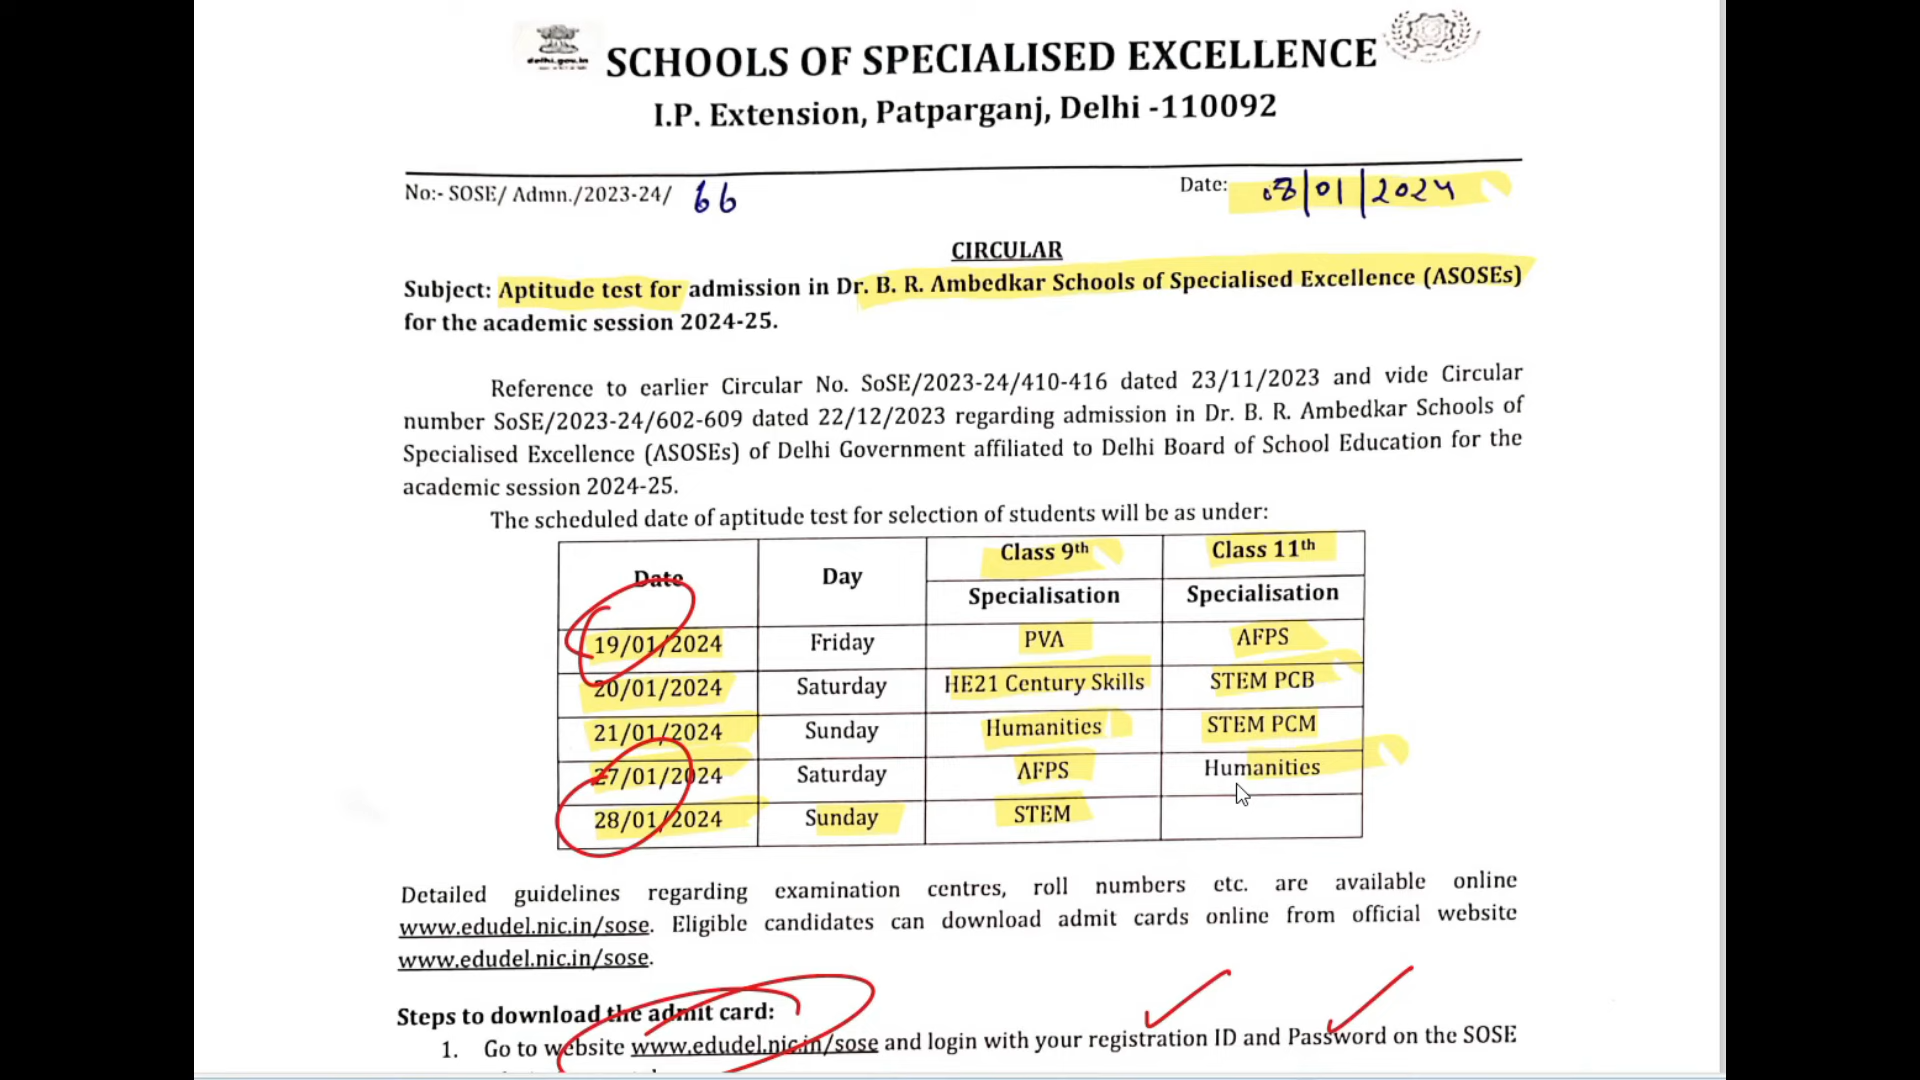 delhi.gov.in
SCHOOLS OF SPECIALISED EXCELLENCE
I.P. Extension, Patparganj, Delhi -110092
No:- SOSE/ Admn./2023-24/ 66
Date: 08/01/2024
CIRCULAR
Subject: Aptitude test for admission in Dr. B. R. Ambedkar Schools of Specialised Excellence (ASOSEs)
for the academic session 2024-25.
Reference to earlier Circular No. SoSE/2023-24/410-416 dated 23/11/2023 and vide Circular
number SoSE/2023-24/602-609 dated 22/12/2023 regarding admission in Dr. B. R. Ambedkar Schools of
Specialised Excellence (ASOSEs) of Delhi Government affiliated to Delhi Board of School Education for the
academic session 2024-25.
The scheduled date of aptitude test for selection of students will be as under:
Date Day Class 9th Class 11th
Specialisation Specialisation
19/01/2024 Friday PVA AFPS
20/01/2024 Saturday HE21 Century Skills STEM PCB
21/01/2024 Sunday Humanities STEM PCM
27/01/2024 Saturday AFPS Humanities
28/01/2024 Sunday STEM
Detailed guidelines regarding examination centres, roll numbers etc. are available online
www.edudel.nic.in/sose. Eligible candidates can download admit cards online from official website
www.edudel.nic.in/sose.
Steps to download the admit card:
1. Go to website www.edudel.nic.in/sose and login with your registration ID and Password on the SOSE